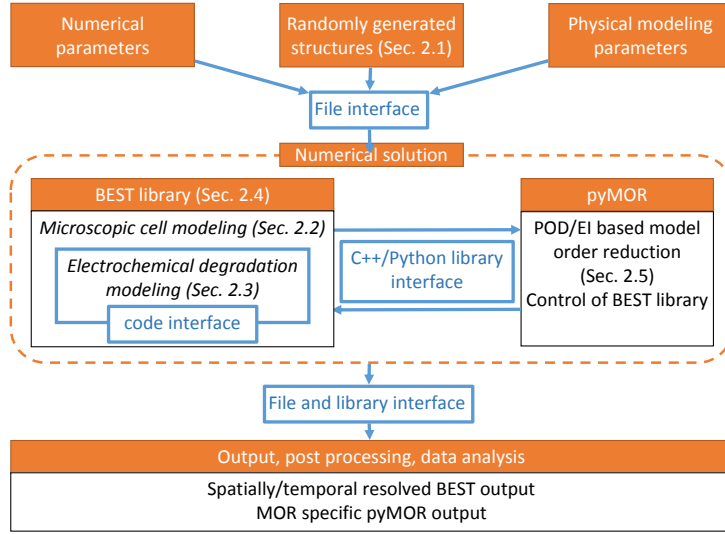 Numerical
parameters
Randomly generated
structures (Sec. 2.1)
Physical modeling
parameters
File interface
Numerical solution
BEST library (Sec. 2.4)
Microscopic cell modeling (Sec. 2.2)
Electrochemical degradation
modeling (Sec. 2.3)
code interface
C++/Python library
interface
pyMOR
POD/EI based model
order reduction
(Sec. 2.5)
Control of BEST library
File and library interface
Output, post processing, data analysis
Spatially/temporal resolved BEST output
MOR specific pyMOR output